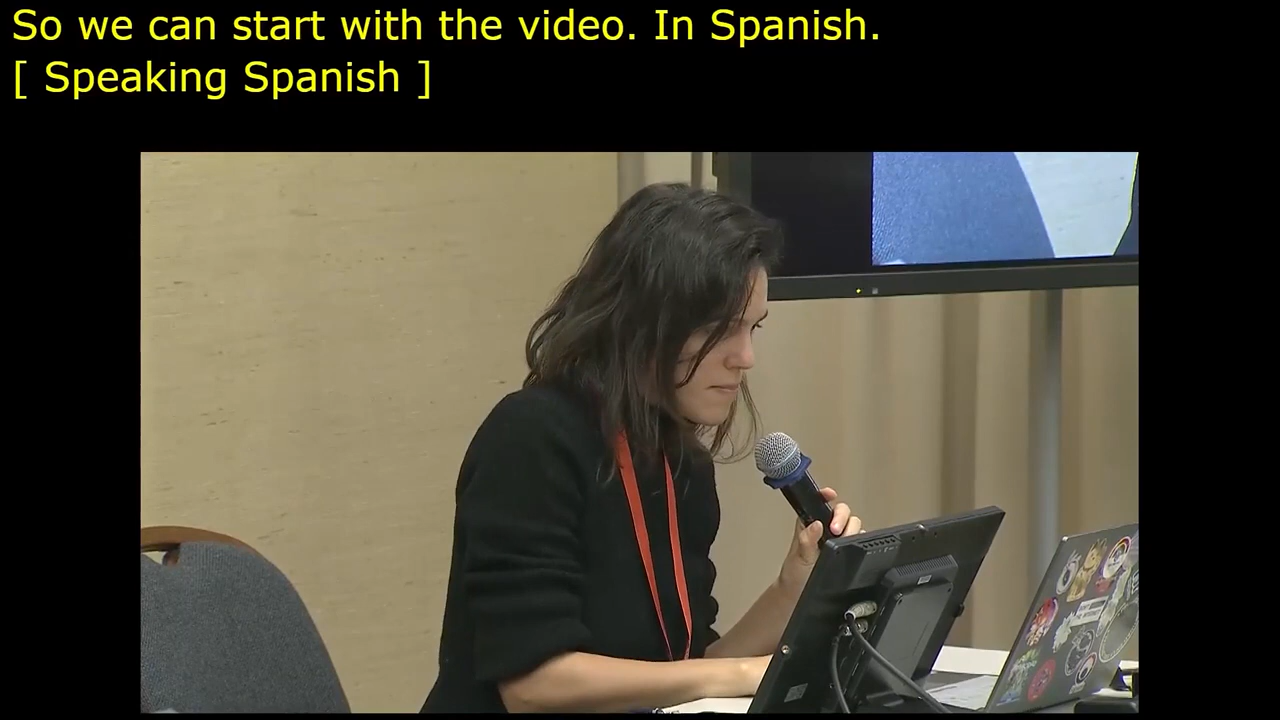 So we can start with the video. In Spanish.
[ Speaking Spanish ]